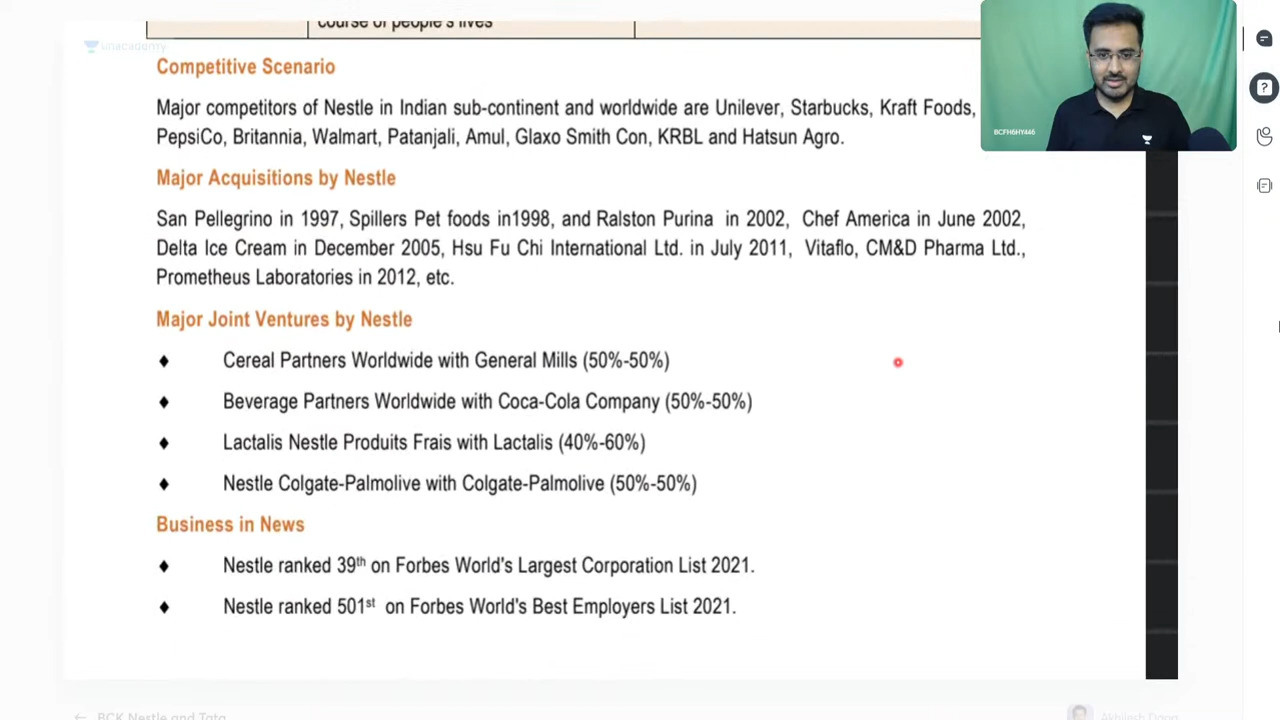 course of people's lives
unacademy
Competitive Scenario
Major competitors of Nestle in Indian sub-continent and worldwide are Unilever, Starbucks, Kraft Foods,
PepsiCo, Britannia, Walmart, Patanjali, Amul, Glaxo Smith Con, KRBL and Hatsun Agro.
BCFH6HY446
Major Acquisitions by Nestle
San Pellegrino in 1997, Spillers Pet foods in1998, and Ralston Purina in 2002, Chef America in June 2002,
Delta Ice Cream in December 2005, Hsu Fu Chi International Ltd. in July 2011, Vitaflo, CM&D Pharma Ltd.,
Prometheus Laboratories in 2012, etc.
Major Joint Ventures by Nestle
♦ Cereal Partners Worldwide with General Mills (50%-50%)
♦ Beverage Partners Worldwide with Coca-Cola Company (50%-50%)
♦ Lactalis Nestle Produits Frais with Lactalis (40%-60%)
♦ Nestle Colgate-Palmolive with Colgate-Palmolive (50%-50%)
Business in News
♦ Nestle ranked 39th on Forbes World's Largest Corporation List 2021.
♦ Nestle ranked 501st on Forbes World's Best Employers List 2021.
← BCK Nestle and Tata